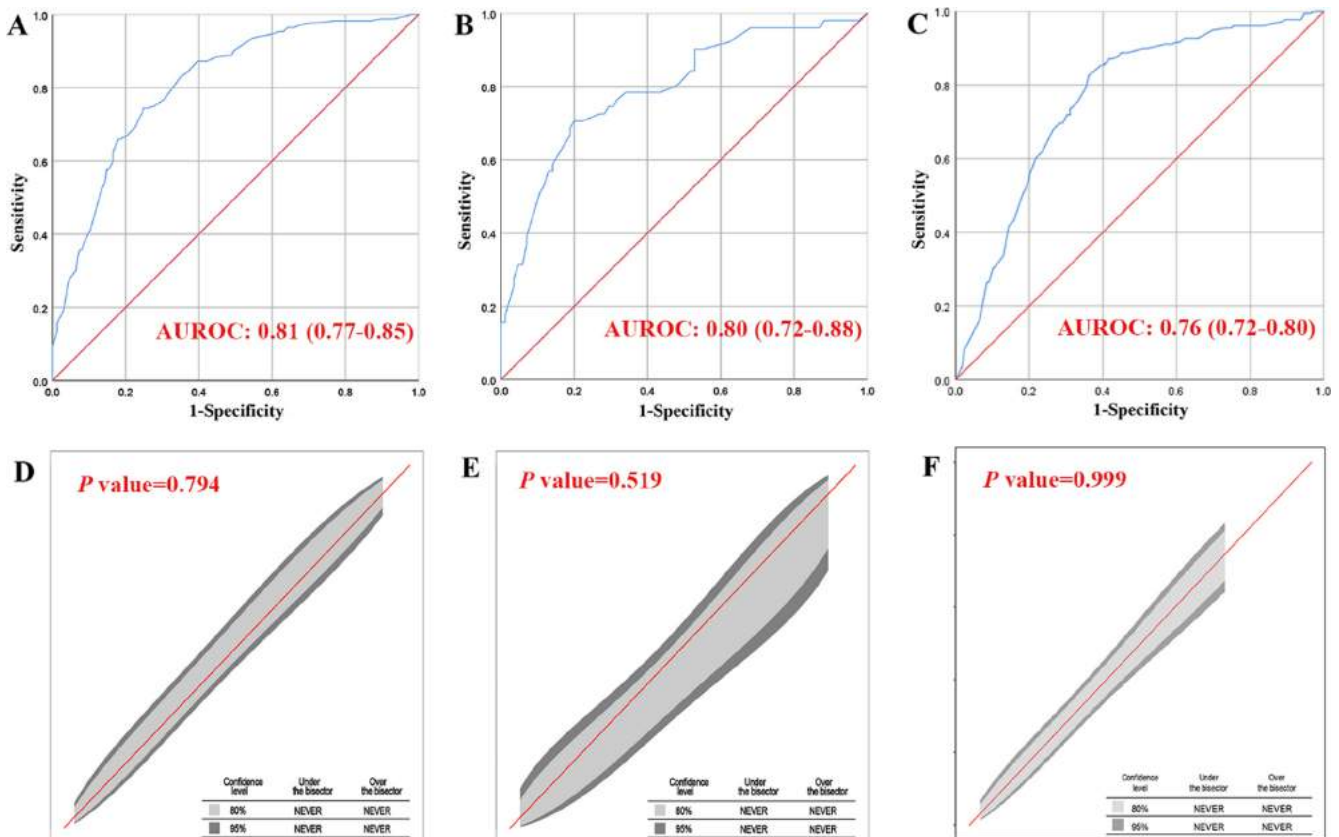 A
1.0
0.8
0.6
0.4
0.2
0.0
0.0 0.2 0.4 0.6 0.8 1.0
Sensitivity
1-Specificity
AUROC: 0.81 (0.77-0.85)
B
1.0
0.8
0.6
0.4
0.2
0.0
0.0 0.2 0.4 0.6 0.8 1.0
Sensitivity
1-Specificity
AUROC: 0.80 (0.72-0.88)
C
1.0
0.8
0.6
0.4
0.2
0.0
0.0 0.2 0.4 0.6 0.8 1.0
Sensitivity
1-Specificity
AUROC: 0.76 (0.72-0.80)
D
P value=0.794
Confidence level Under the bisector Over the bisector
80% NEVER NEVER
95% NEVER NEVER
E
P value=0.519
Confidence level Under the bisector Over the bisector
80% NEVER NEVER
95% NEVER NEVER
F
P value=0.999
Confidence level Under the bisector Over the bisector
80% NEVER NEVER
95% NEVER NEVER